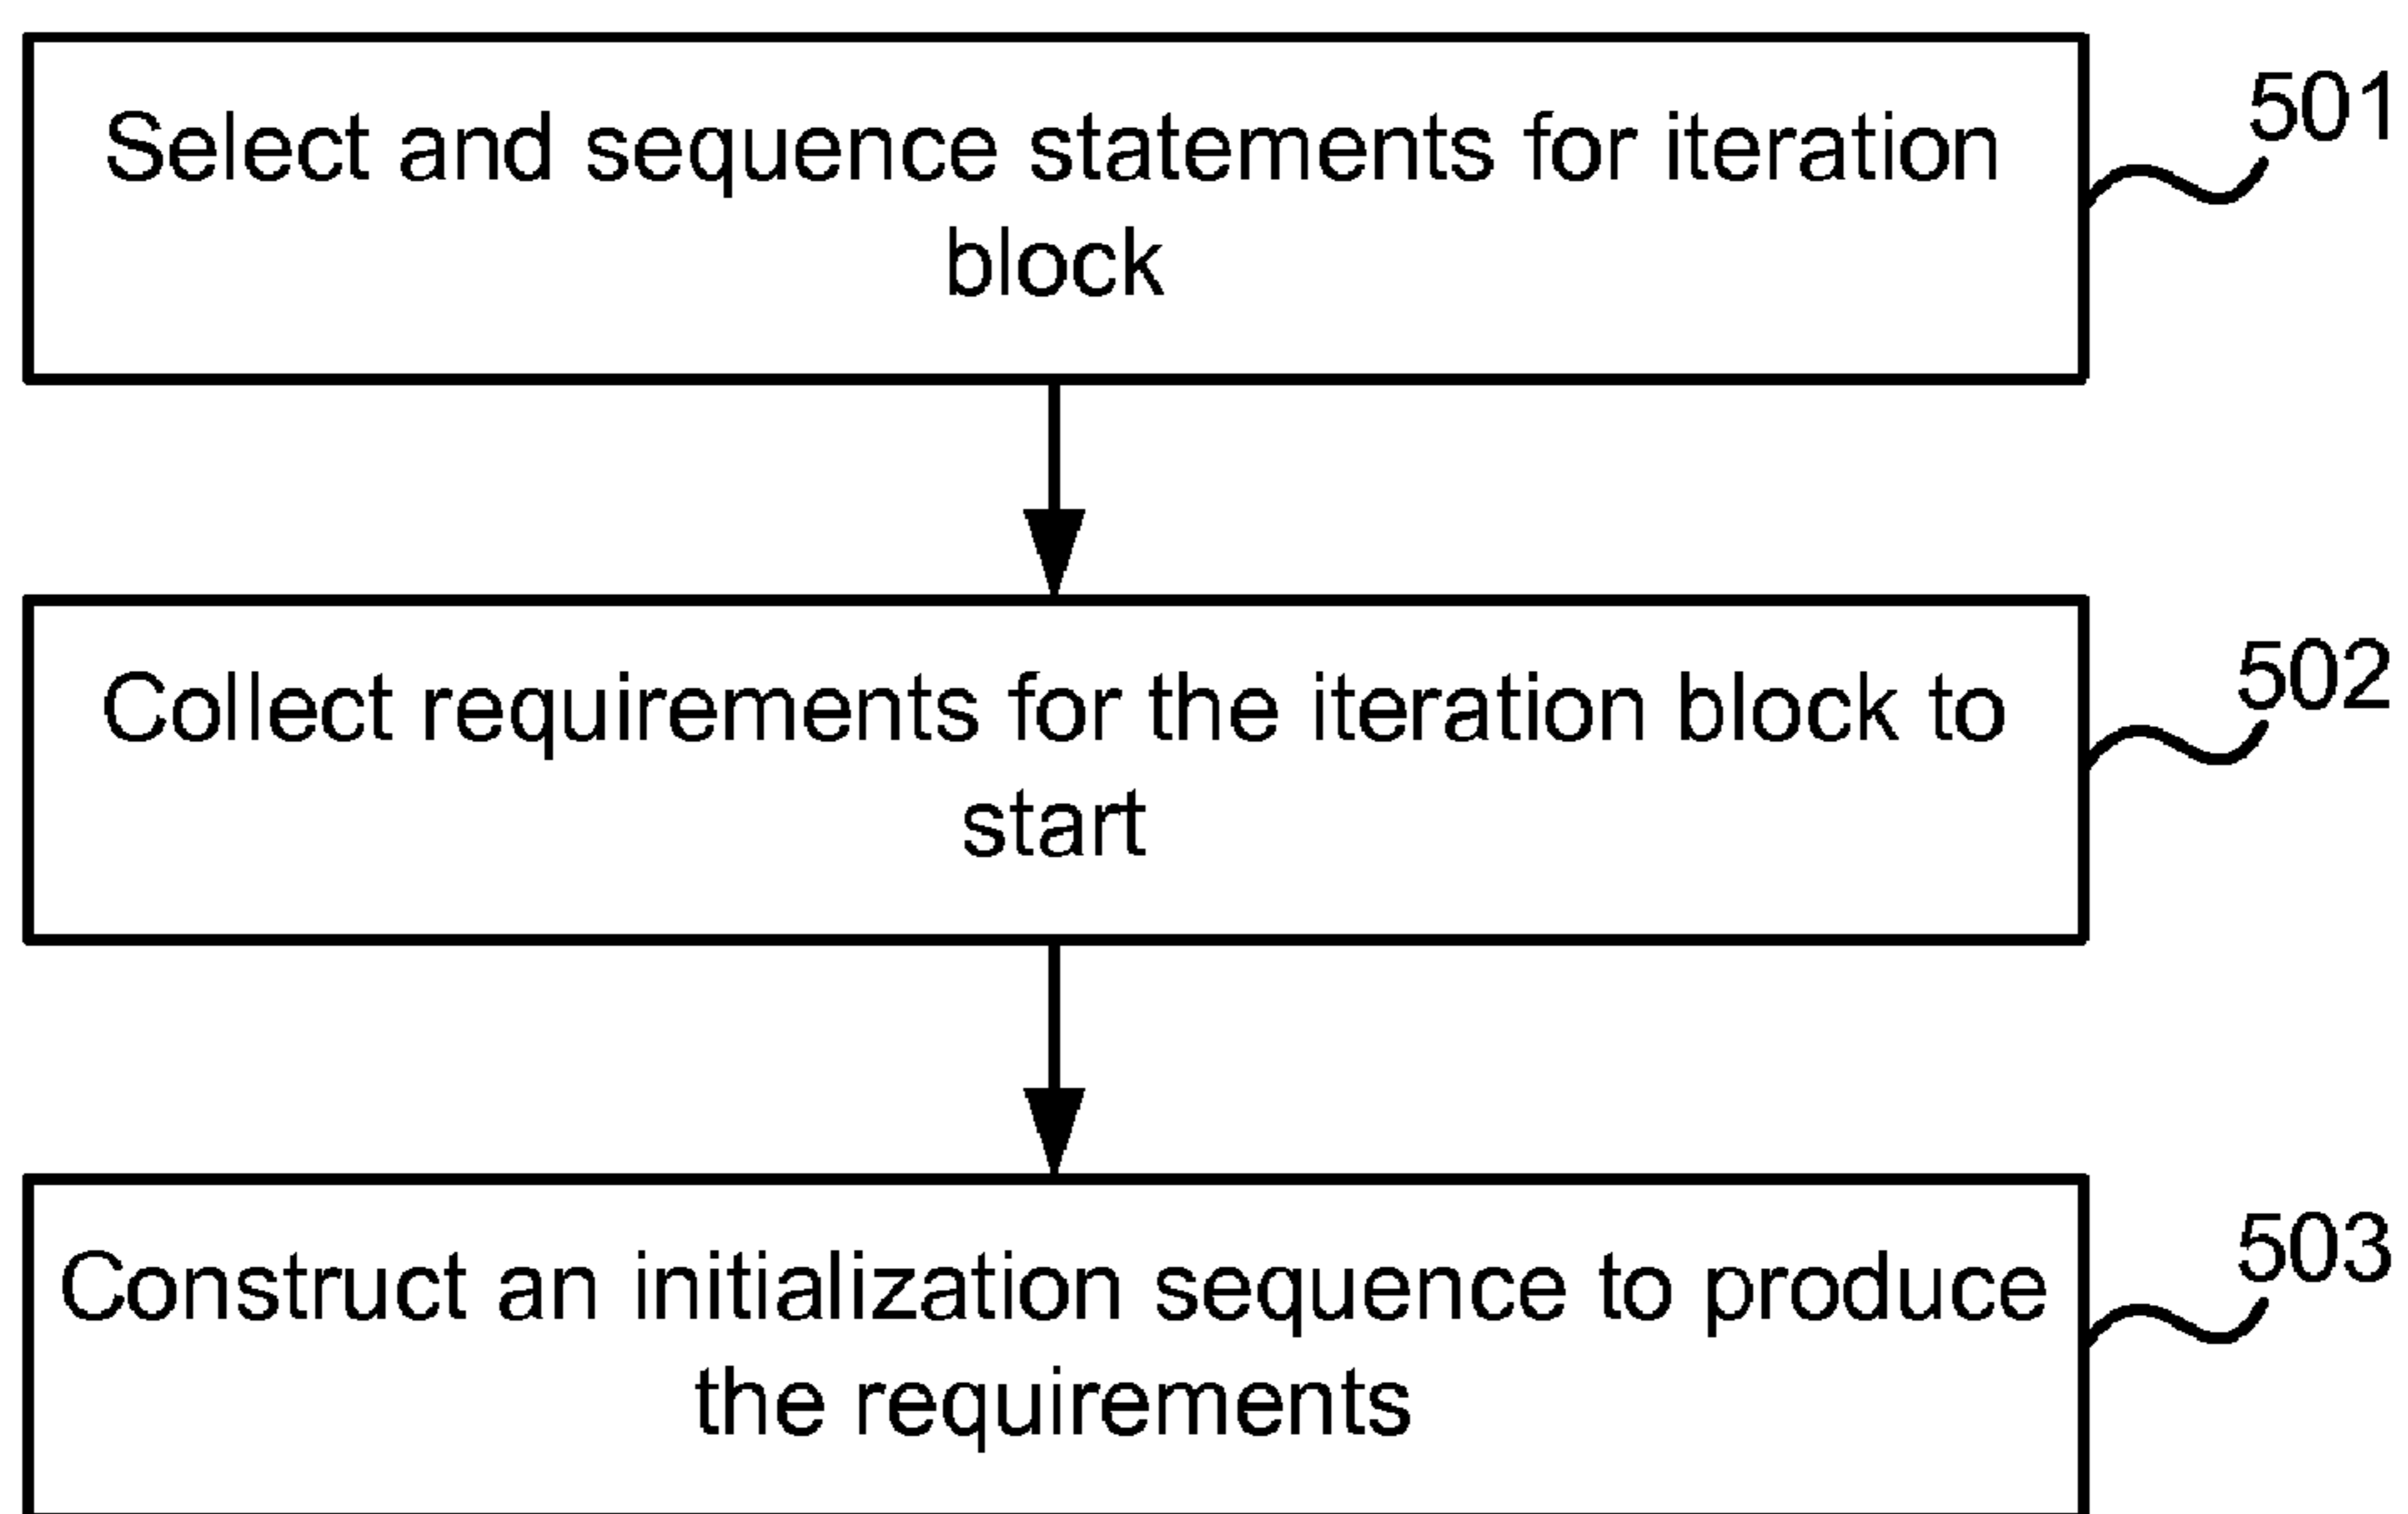 Select and sequence statements for iteration
block
501
Collect requirements for the iteration block to
start
502
Construct an initialization sequence to produce
the requirements
503